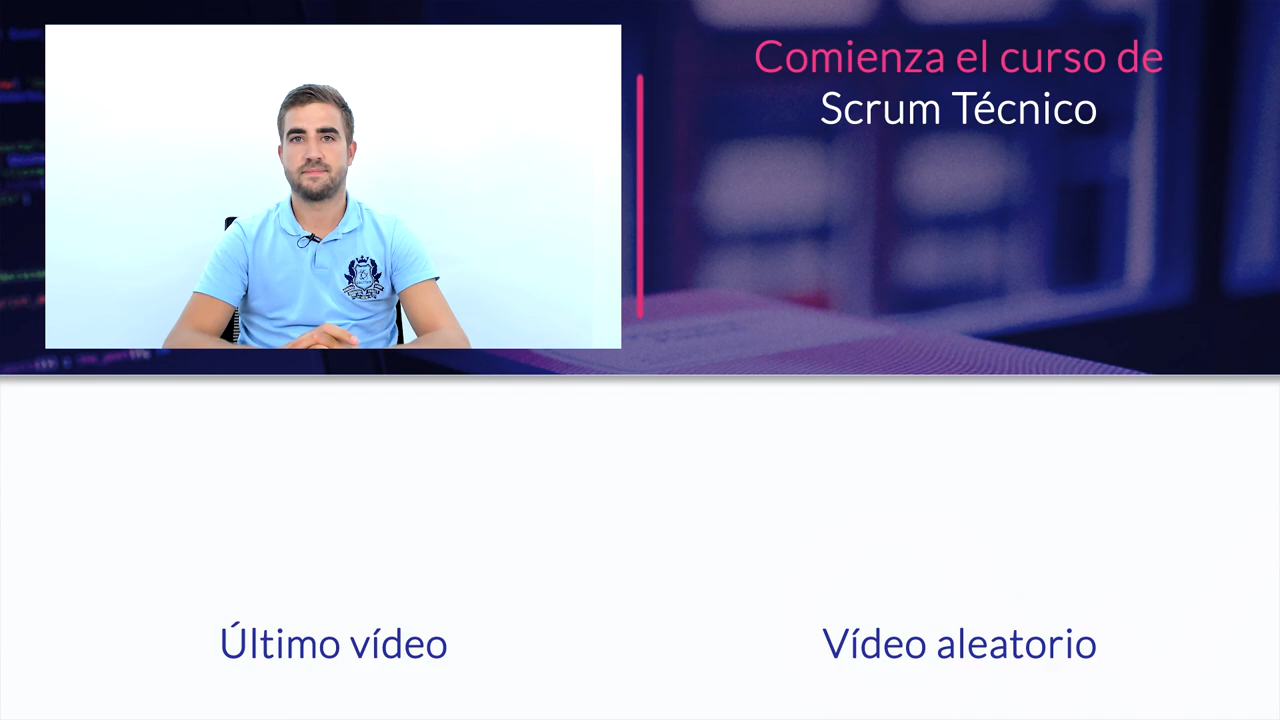 Comienza el curso de
Scrum Técnico
Último vídeo
Vídeo aleatorio